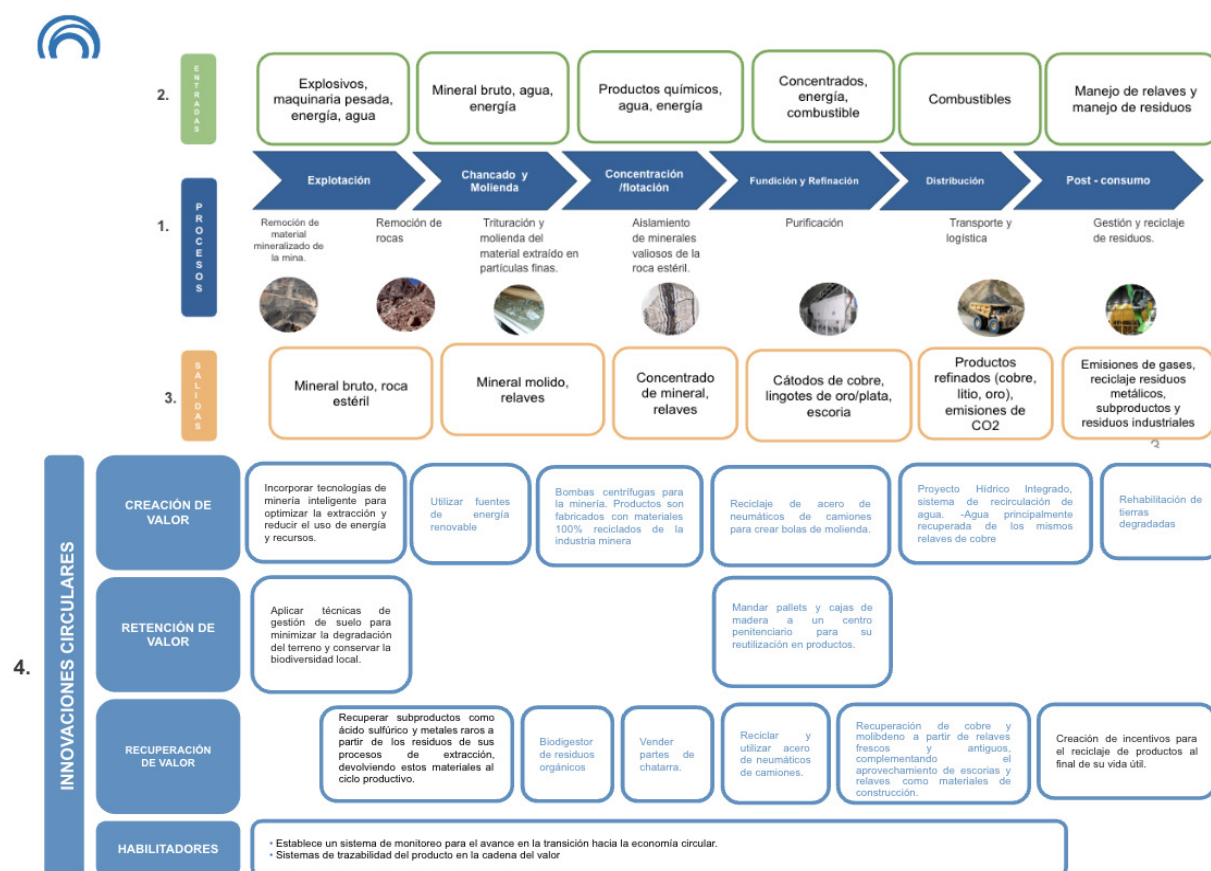 2.
ENTRADAS
Explosivos,
maquinaria pesada,
energía, agua
Mineral bruto, agua,
energía
Productos químicos,
agua, energía
Concentrados,
energía,
combustible
Combustibles
Manejo de relaves y
manejo de residuos
1.
PROCESOS
Explotación
Chancado y
Molienda
Concentración
/flotación
Fundición y Refinación
Distribución
Post - consumo
Remoción de
material
mineralizado de
la mina.
Remoción de
rocas
Trituración y
molienda del
material extraído en
partículas finas.
Aislamiento
de minerales
valiosos de la
roca estéril.
Purificación
Transporte y
logística
Gestión y reciclaje
de residuos.
3.
SALIDAS
Mineral bruto, roca
estéril
Mineral molido,
relaves
Concentrado
de mineral,
relaves
Cátodos de cobre,
lingotes de oro/plata,
escoria
Productos
refinados (cobre,
litio, oro),
emisiones de
CO2
Emisiones de gases,
reciclaje residuos
metálicos,
subproductos y
residuos industriales
4.
INNOVACIONES CIRCULARES
CREACIÓN DE
VALOR
Incorporar tecnologías de
minería inteligente para
optimizar la extracción y
reducir el uso de energía
y recursos.
Utilizar fuentes
de energía
renovable
Bombas centrífugas para
la minería. Productos son
fabricados con materiales
100% reciclados de la
industria minera
Reciclaje de acero de
neumáticos de camiones
para crear bolas de molienda.
Proyecto Hídrico Integrado,
sistema de recirculación de
agua. -Agua principalmente
recuperada de los mismos
relaves de cobre
Rehabilitación de
tierras
degradadas
RETENCIÓN DE
VALOR
Aplicar técnicas de
gestión de suelo para
minimizar la degradación
del terreno y conservar la
biodiversidad local.
Mandar pallets y cajas de
madera a un centro
penitenciario para su
reutilización en productos.
RECUPERACIÓN
DE VALOR
Recuperar subproductos como
ácido sulfúrico y metales raros a
partir de los residuos de sus
procesos de extracción,
devolviendo estos materiales al
ciclo productivo.
Biodigestor
de residuos
orgánicos
Vender
partes de
chatarra.
Reciclar y
utilizar acero
de neumáticos
de camiones.
Recuperación de cobre y
molibdeno a partir de relaves
frescos y antiguos,
complementando el
aprovechamiento de escorias y
relaves como materiales de
construcción.
Creación de incentivos para
el reciclaje de productos al
final de su vida útil.
HABILITADORES
• Establece un sistema de monitoreo para el avance en la transición hacia la economía circular.
• Sistemas de trazabilidad del producto en la cadena del valor